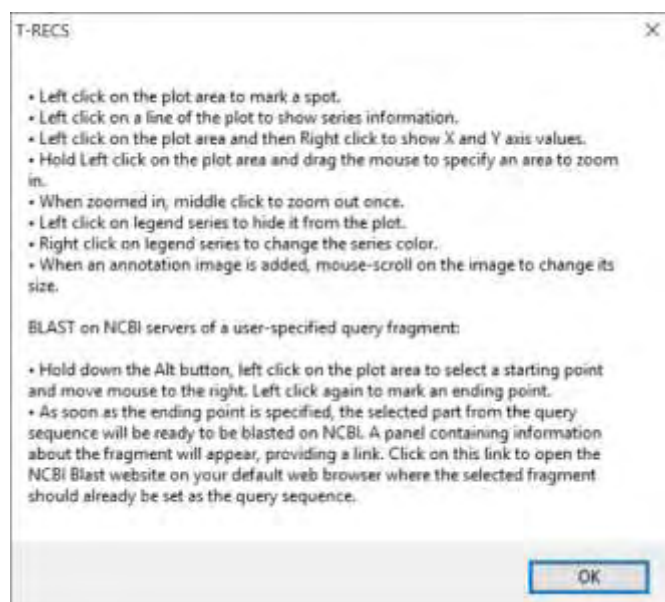 T-RECS
• Left click on the plot area to mark a spot.
• Left click on a line of the plot to show series information.
• Left click on the plot area and then Right click to show X and Y axis values.
• Hold Left click on the plot area and drag the mouse to specify an area to zoom
in.
• When zoomed in, middle click to zoom out once.
• Left click on legend series to hide it from the plot.
• Right click on legend series to change the series color.
• When an annotation image is added, mouse-scroll on the image to change its
size.
BLAST on NCBI servers of a user-specified query fragment:
• Hold down the Alt button, left click on the plot area to select a starting point
and move mouse to the right. Left click again to mark an ending point.
• As soon as the ending point is specified, the selected part from the query
sequence will be ready to be blasted on NCBI. A panel containing information
about the fragment will appear, providing a link. Click on this link to open the
NCBI Blast website on your default web browser where the selected fragment
should already be set as the query sequence.
OK